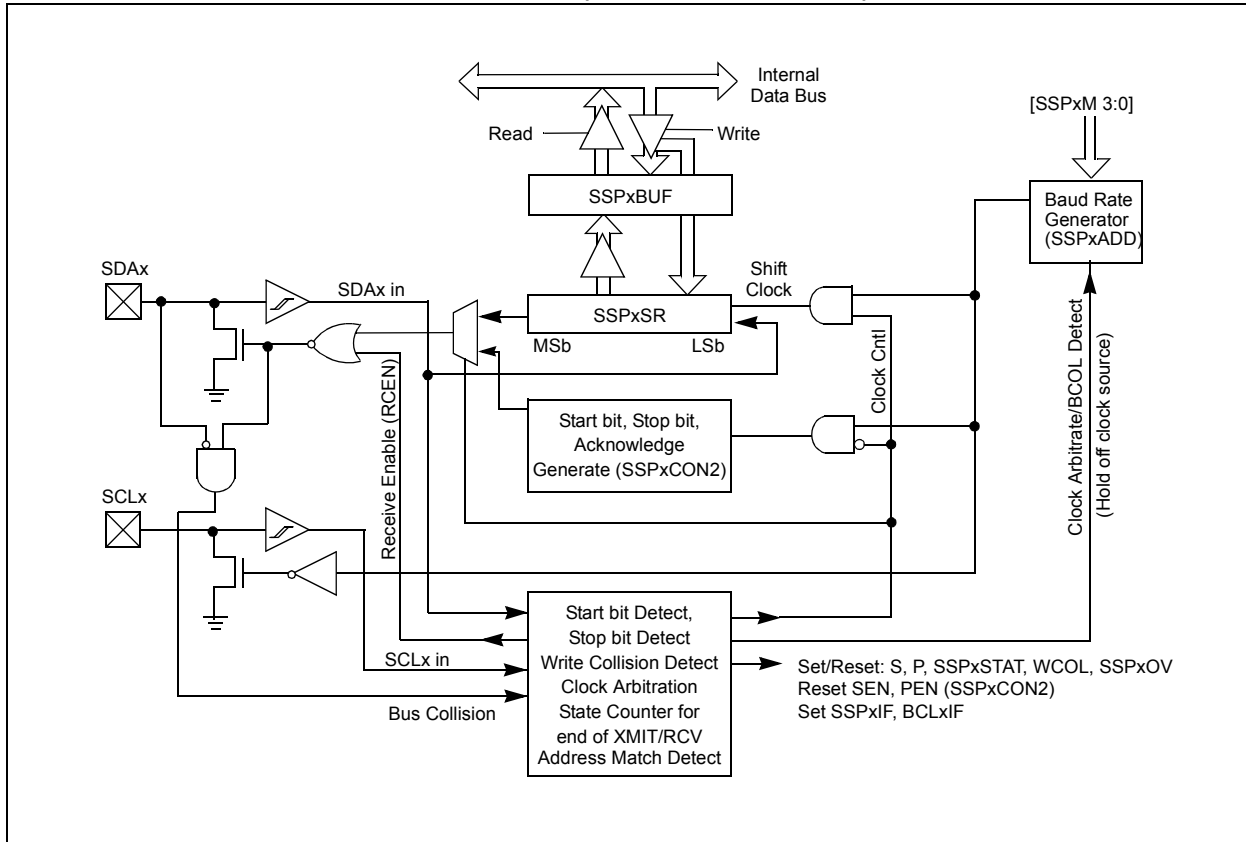 Internal
Data Bus
[SSPxM 3:0]
Read
Write
SSPxBUF
Baud Rate
Generator
(SSPxADD)
SDAx
SDAx in
Shift
Clock
SSPxSR
MSb
LSb
Clock Cntl
Clock Arbitrate/BCOL Detect
(Hold off clock source)
Receive Enable (RCEN)
Start bit, Stop bit,
Acknowledge
Generate (SSPxCON2)
SCLx
Start bit Detect,
Stop bit Detect
Write Collision Detect
Clock Arbitration
State Counter for
end of XMIT/RCV
Address Match Detect
SCLx in
Bus Collision
Set/Reset: S, P, SSPxSTAT, WCOL, SSPxOV
Reset SEN, PEN (SSPxCON2)
Set SSPxIF, BCLxIF